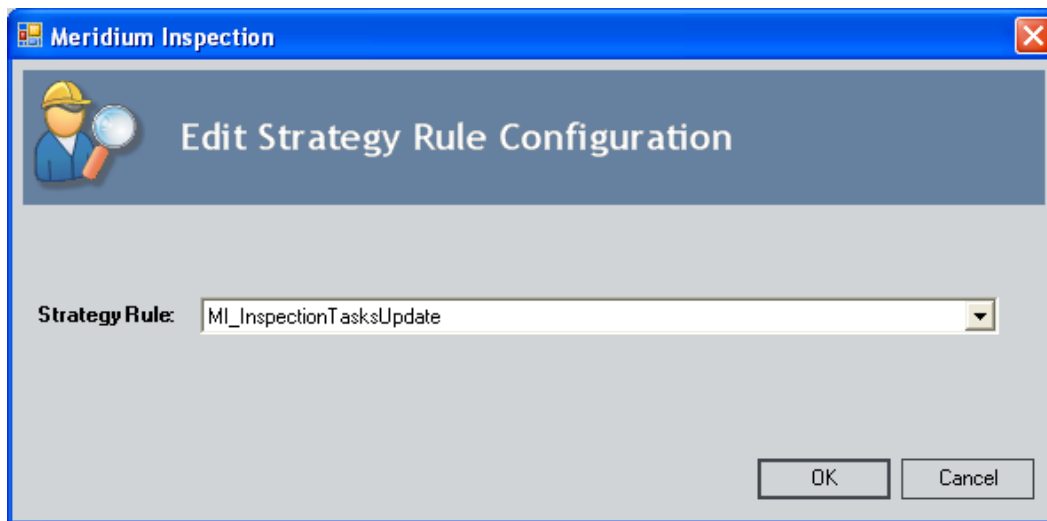 Meridium Inspection
Edit Strategy Rule Configuration
Strategy Rule: MI_InspectionTasksUpdate
OK Cancel